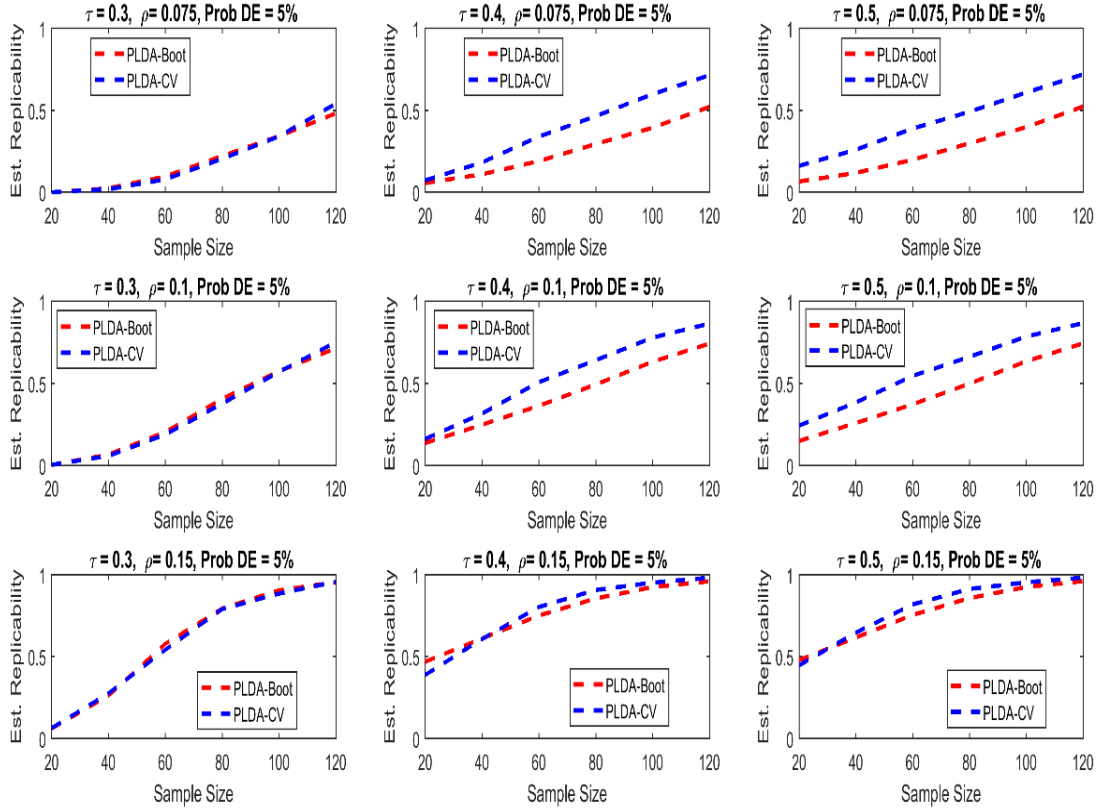 τ = 0.3, ρ= 0.075, Prob DE = 5%
Est. Replicability
1
0.5
0
PLDA-Boot
PLDA-CV
20 40 60 80 100 120
Sample Size
τ = 0.4, ρ= 0.075, Prob DE = 5%
Est. Replicability
1
0.5
0
PLDA-Boot
PLDA-CV
20 40 60 80 100 120
Sample Size
τ = 0.5, ρ= 0.075, Prob DE = 5%
Est. Replicability
1
0.5
0
PLDA-Boot
PLDA-CV
20 40 60 80 100 120
Sample Size
τ = 0.3, ρ= 0.1, Prob DE = 5%
Est. Replicability
1
0.5
0
PLDA-Boot
PLDA-CV
20 40 60 80 100 120
Sample Size
τ = 0.4, ρ= 0.1, Prob DE = 5%
Est. Replicability
1
0.5
0
PLDA-Boot
PLDA-CV
20 40 60 80 100 120
Sample Size
τ = 0.5, ρ= 0.1, Prob DE = 5%
Est. Replicability
1
0.5
0
PLDA-Boot
PLDA-CV
20 40 60 80 100 120
Sample Size
τ = 0.3, ρ= 0.15, Prob DE = 5%
Est. Replicability
1
0.5
0
PLDA-Boot
PLDA-CV
20 40 60 80 100 120
Sample Size
τ = 0.4, ρ= 0.15, Prob DE = 5%
Est. Replicability
1
0.5
0
PLDA-Boot
PLDA-CV
20 40 60 80 100 120
Sample Size
τ = 0.5, ρ= 0.15, Prob DE = 5%
Est. Replicability
1
0.5
0
PLDA-Boot
PLDA-CV
20 40 60 80 100 120
Sample Size